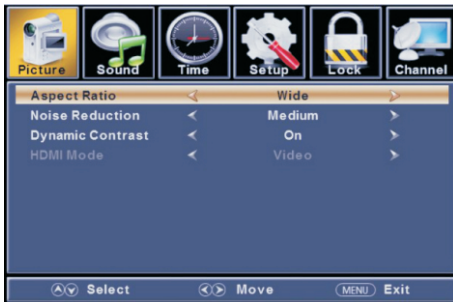 Picture Sound Time Setup Lock Channel
Aspect Ratio Wide
Noise Reduction Medium
Dynamic Contrast On
HDMI Mode Video
Select Move MENU Exit